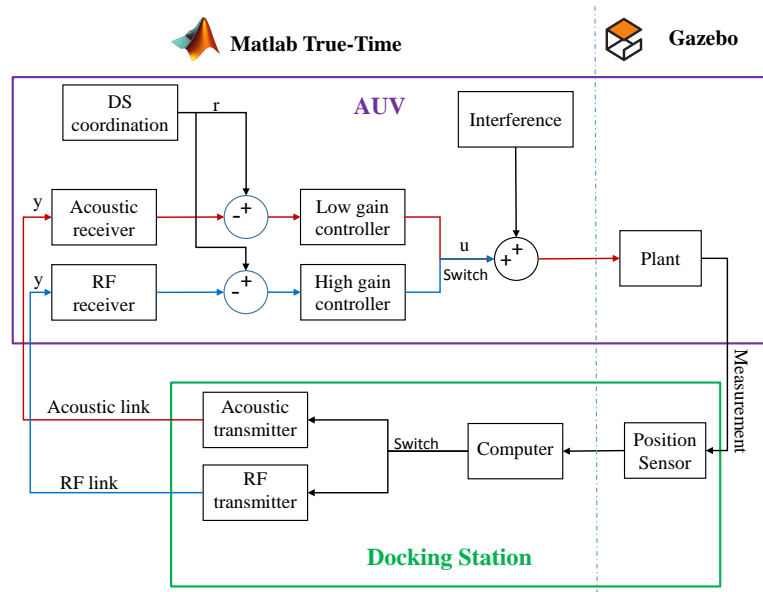 Matlab True-Time
Gazebo
AUV
DS
coordination
r
Interference
y
Acoustic
receiver
- +
Low gain
controller
u
Switch
+ +
Plant
y
RF
receiver
- +
High gain
controller
Measurement
Acoustic link
Acoustic
transmitter
Switch
Computer
Position
Sensor
RF link
RF
transmitter
Docking Station